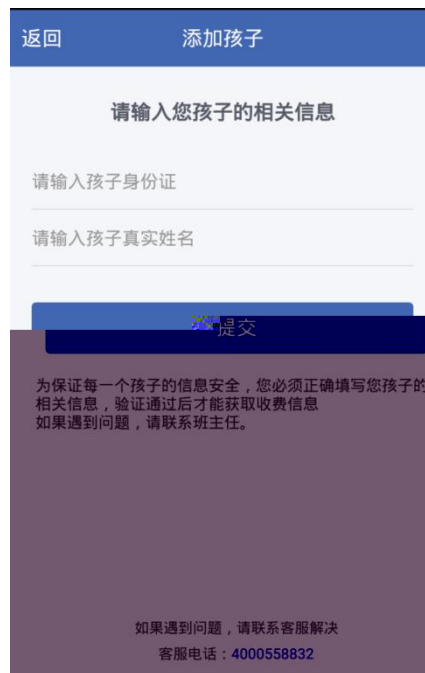 返回 添加孩子
请输入您孩子的相关信息
请输入孩子身份证
请输入孩子真实姓名
提交
为保证每一个孩子的信息安全，您必须正确填写您孩子的
相关信息，验证通过后才能获取收费信息
如果遇到问题，请联系班主任。
如果遇到问题，请联系客服解决
客服电话：4000558832